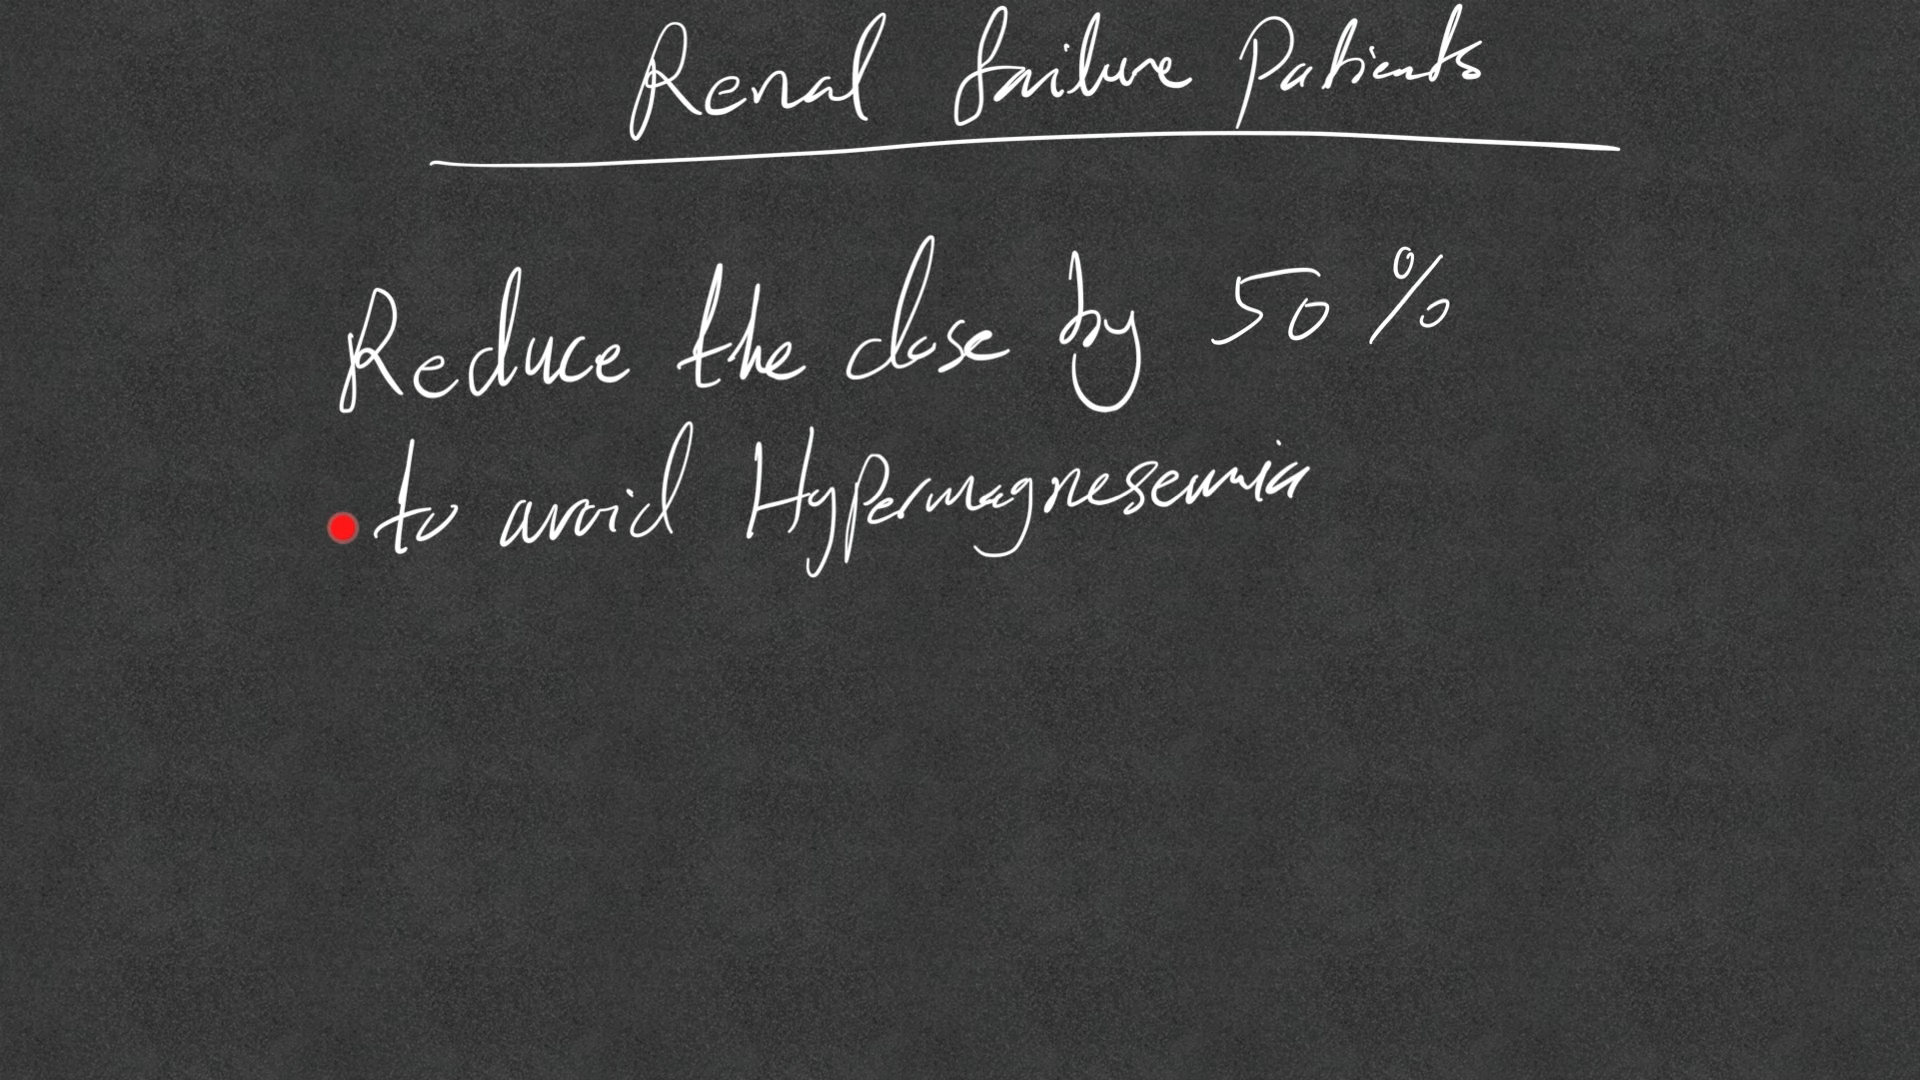 Renal failure Patients
Reduce the dose by 50 %
to avoid Hypermagnesemia